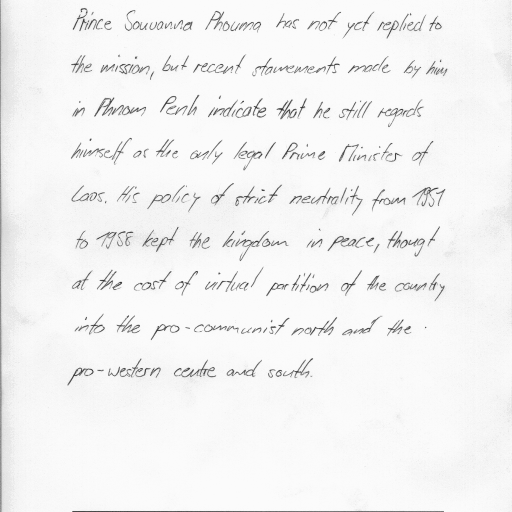 Prince Souvanna Phouma has not yet replied to
the mission, but recent stawements made by him
in Phnom Penh indicate that he still regards
himself as the only legal Prime Minister of
Laos. His policy of strict neutrality from 1951
to 1958 kept the kingdom in peace, thougt
at the cost of virtual partition of the country
into the pro-communist north and the
pro-western centre and south.